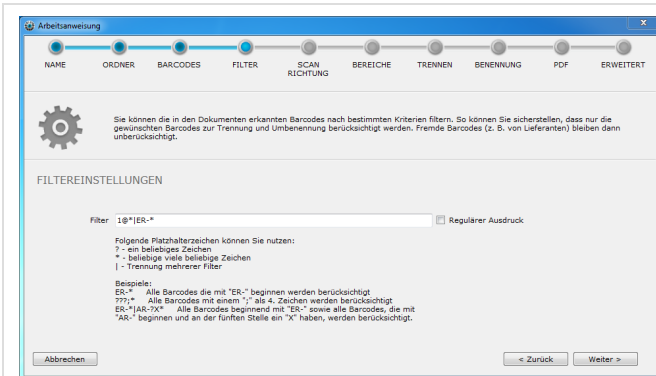 Arbeitsanweisung
x
NAME
ORDNER
BARCODES
FILTER
SCAN
RICHTUNG
BEREICHE
TRENNEN
BENENNUNG
PDF
ERWEITERT
Sie können die in den Dokumenten erkannten Barcodes nach bestimmten Kriterien filtern. So können Sie sicherstellen, dass nur die
gewünschten Barcodes zur Trennung und Umbenennung berücksichtigt werden. Fremde Barcodes (z. B. von Lieferanten) bleiben dann
unberücksichtigt.
FILTEREINSTELLUNGEN
Filter 1@*|ER-* Regulärer Ausdruck
Folgende Platzhalterzeichen können Sie nutzen:
? - ein beliebiges Zeichen
* - beliebige viele beliebige Zeichen
| - Trennung mehrerer Filter
Beispiele:
ER-* Alle Barcodes die mit "ER-" beginnen werden berücksichtigt
???;* Alle Barcodes mit einem ";" als 4. Zeichen werden berücksichtigt
ER-*|AR-?X* Alle Barcodes beginnend mit "ER-" sowie alle Barcodes, die mit
"AR-" beginnen und an der fünften Stelle ein "X" haben, werden berücksichtigt.
Abbrechen
< Zurück
Weiter >